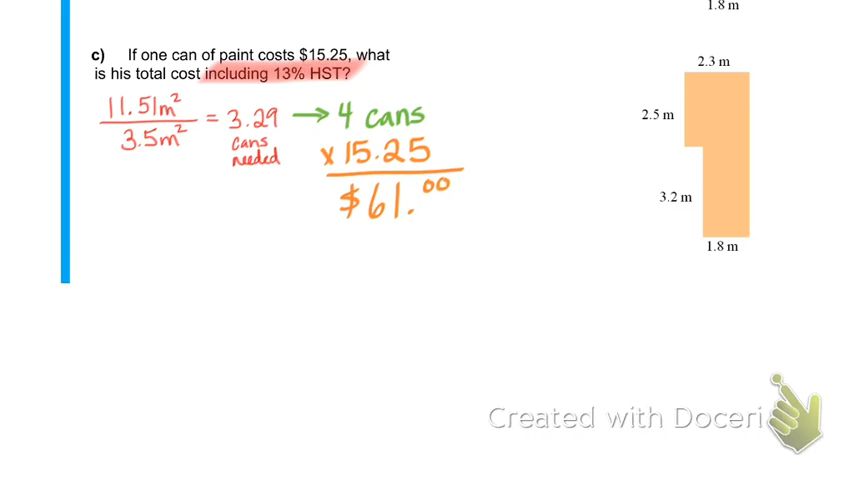 1.8 m
c) If one can of paint costs $15.25, what
is his total cost including 13% HST?
11.51m²
3.5m²
= 3.29
cans
needed
→ 4 cans
x 15.25
$61.⁰⁰
2.3 m
2.5 m
3.2 m
1.8 m
Created with Doceri